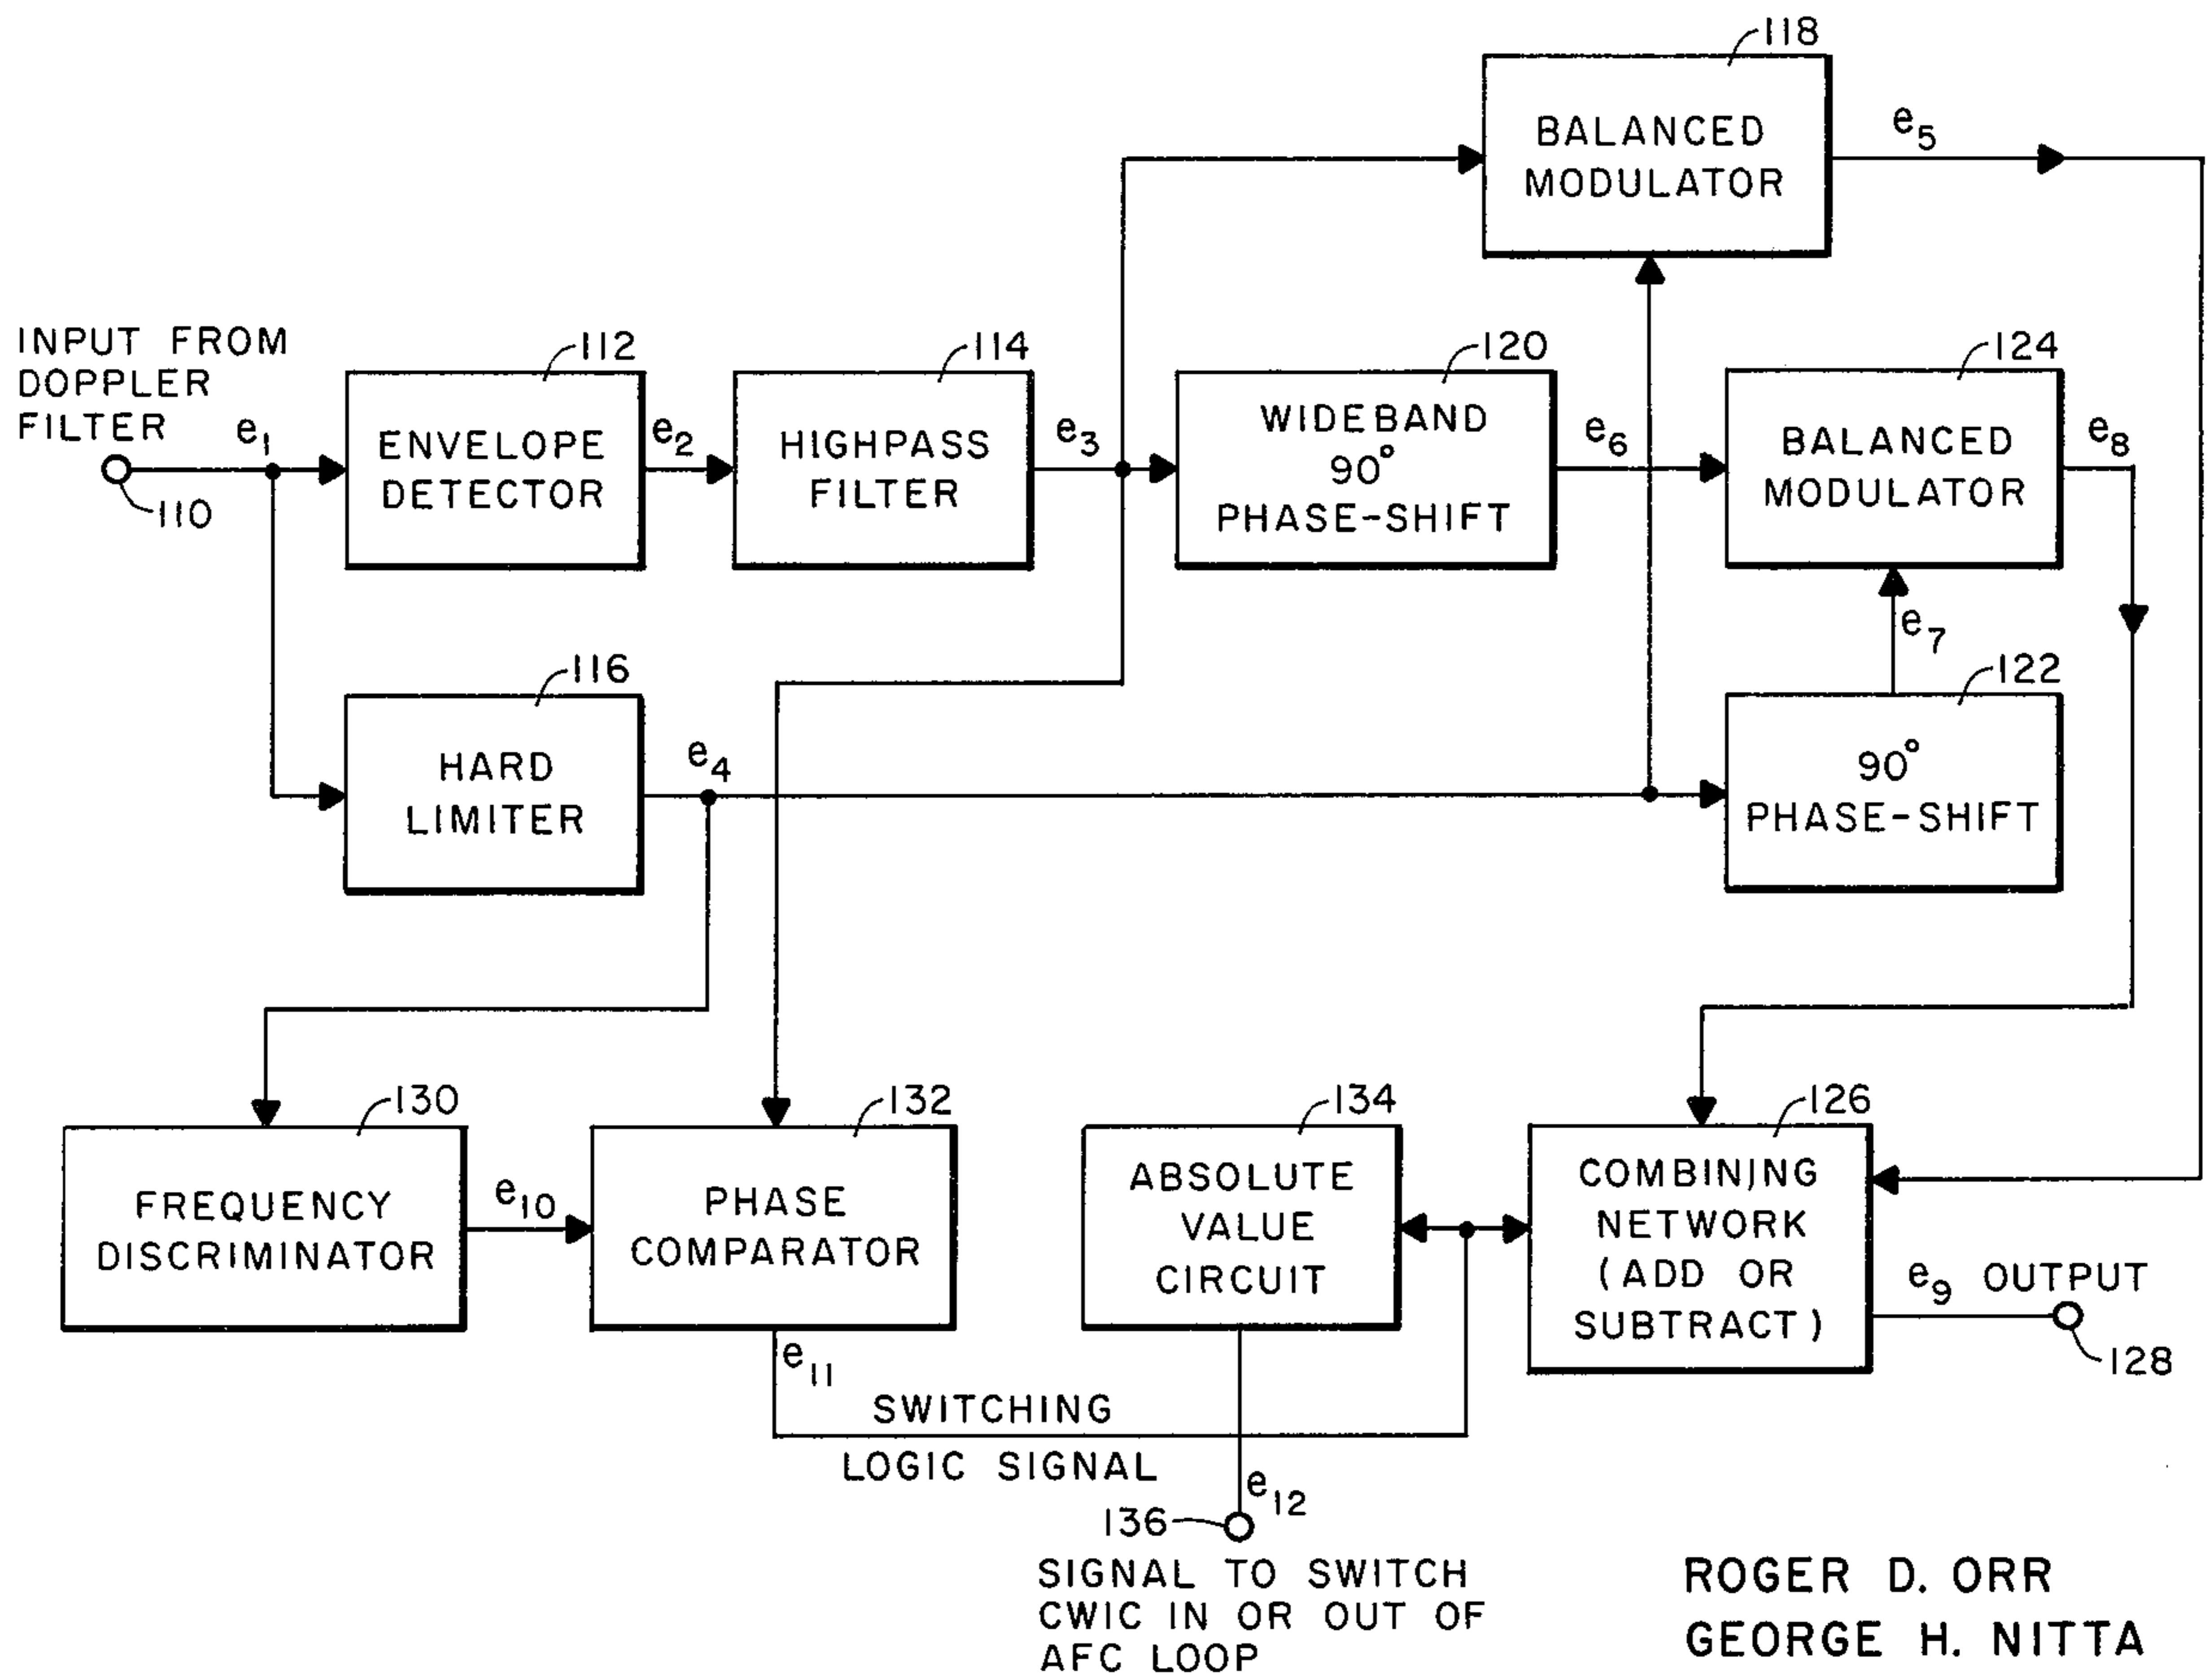 118
BALANCED
MODULATOR
e5
INPUT FROM
DOPPLER
FILTER
e1
110
112
ENVELOPE
DETECTOR
e2
114
HIGHPASS
FILTER
e3
120
WIDEBAND
90°
PHASE-SHIFT
e6
124
BALANCED
MODULATOR
e8
e7
116
HARD
LIMITER
e4
122
90°
PHASE-SHIFT
130
FREQUENCY
DISCRIMINATOR
e10
132
PHASE
COMPARATOR
e11
134
ABSOLUTE
VALUE
CIRCUIT
126
COMBINING
NETWORK
(ADD OR
SUBTRACT)
e9 OUTPUT
128
SWITCHING
LOGIC SIGNAL
e12
136
SIGNAL TO SWITCH
CWIC IN OR OUT OF
AFC LOOP
ROGER D. ORR
GEORGE H. NITTA